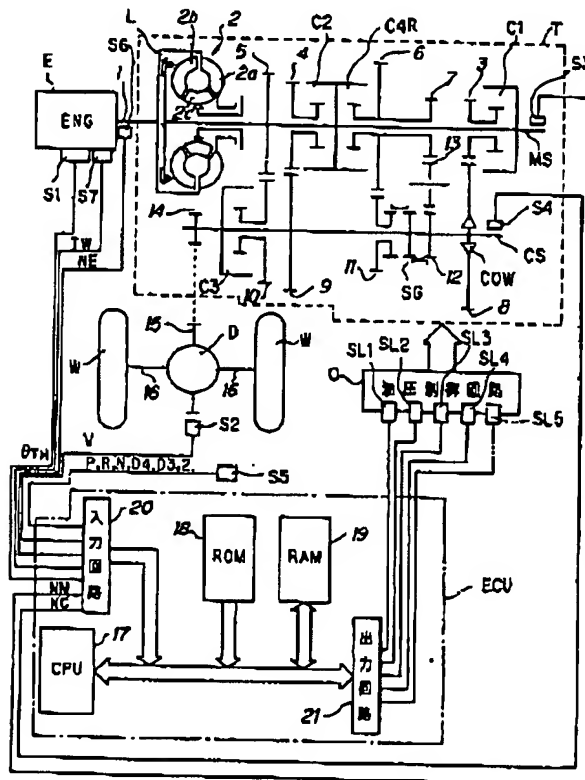 L 2b 2 C2 C4R 6 C1 T
E S6 1 5 4 2a 7 3 S3
2c
ENG
13 MS
S1 S7
14 S4
TW
NE CS
C3 10 9 11 SG 12 COW 8
15 D
W W
16 16
SL1 SL2 SL3 SL4
O 油圧制御回路
SL5
S2
V
θTH
P,R,N,D4,D3,2,
S5
20
入力回路
18 ROM
RAM 19
ECU
NM
NC
17
CPU
出力回路
21